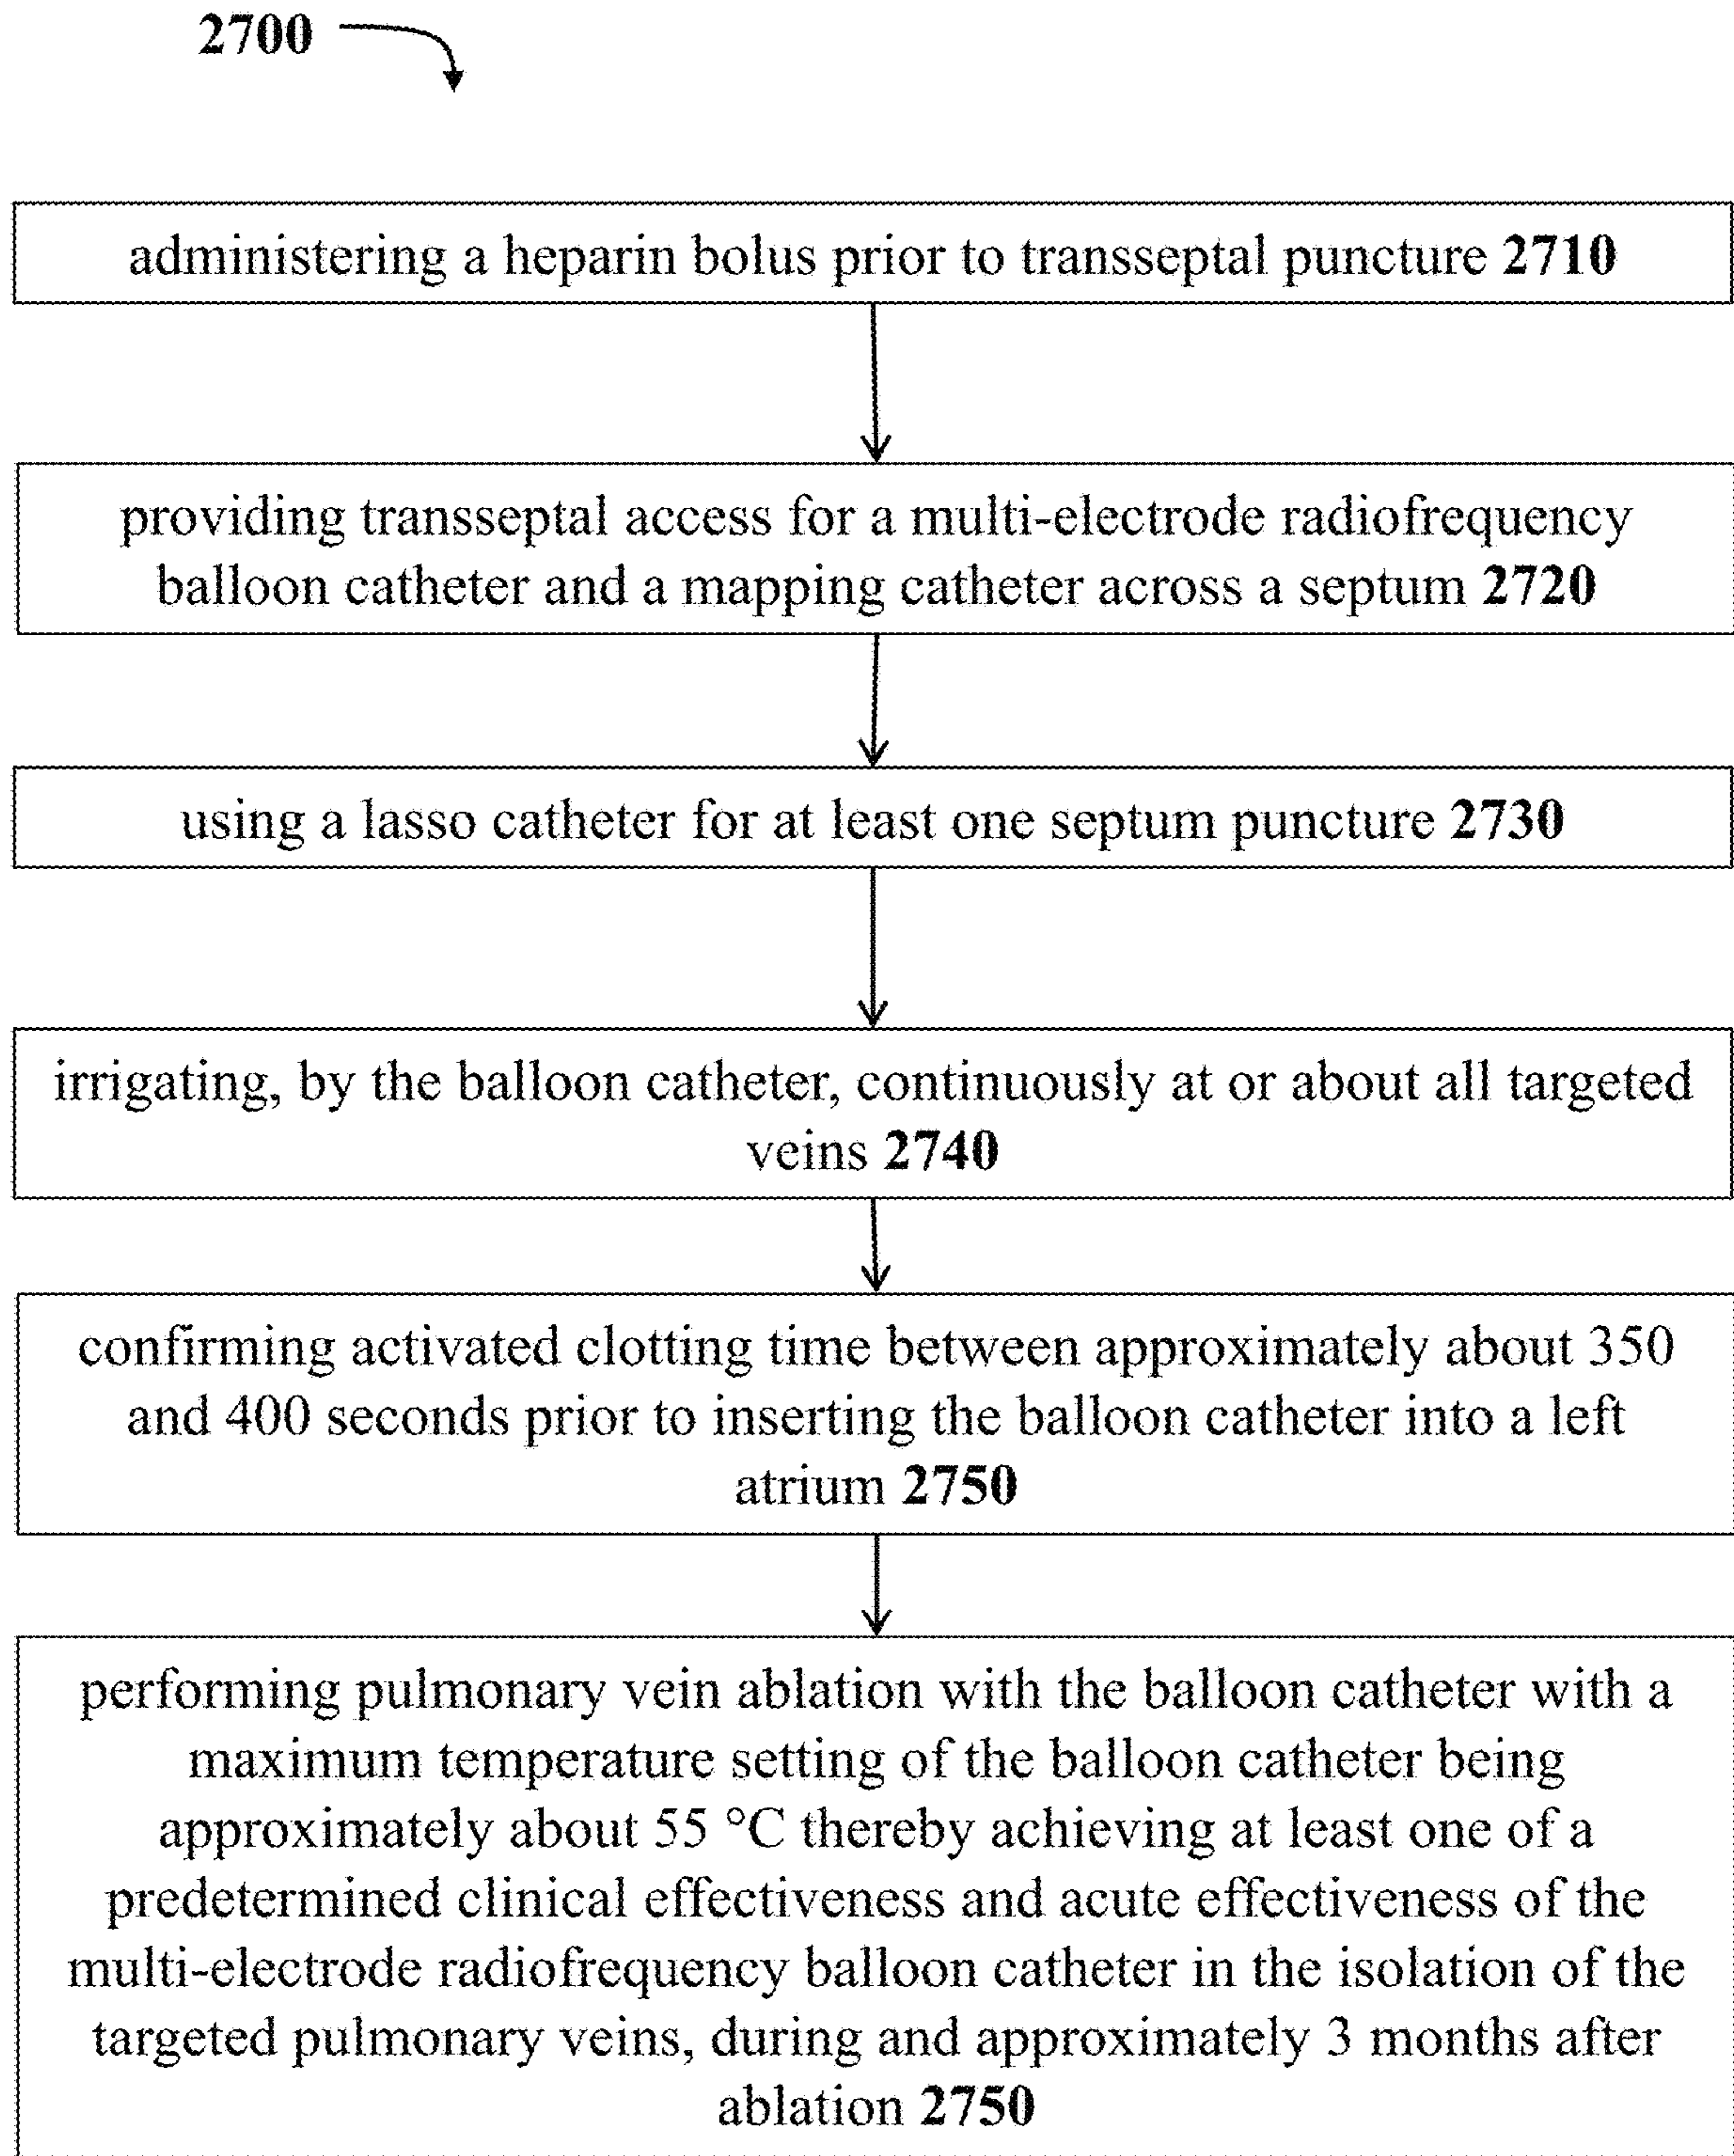 2700
administering a heparin bolus prior to transseptal puncture 2710
providing transseptal access for a multi-electrode radiofrequency
balloon catheter and a mapping catheter across a septum 2720
using a lasso catheter for at least one septum puncture 2730
irrigating, by the balloon catheter, continuously at or about all targeted
veins 2740
confirming activated clotting time between approximately about 350
and 400 seconds prior to inserting the balloon catheter into a left
atrium 2750
performing pulmonary vein ablation with the balloon catheter with a
maximum temperature setting of the balloon catheter being
approximately about 55 °C thereby achieving at least one of a
predetermined clinical effectiveness and acute effectiveness of the
multi-electrode radiofrequency balloon catheter in the isolation of the
targeted pulmonary veins, during and approximately 3 months after
ablation 2750